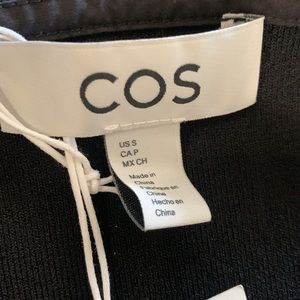 COS
US S
CA P
MX CH
Made in
China
Fabriqué en
Chine
Hecho en
China